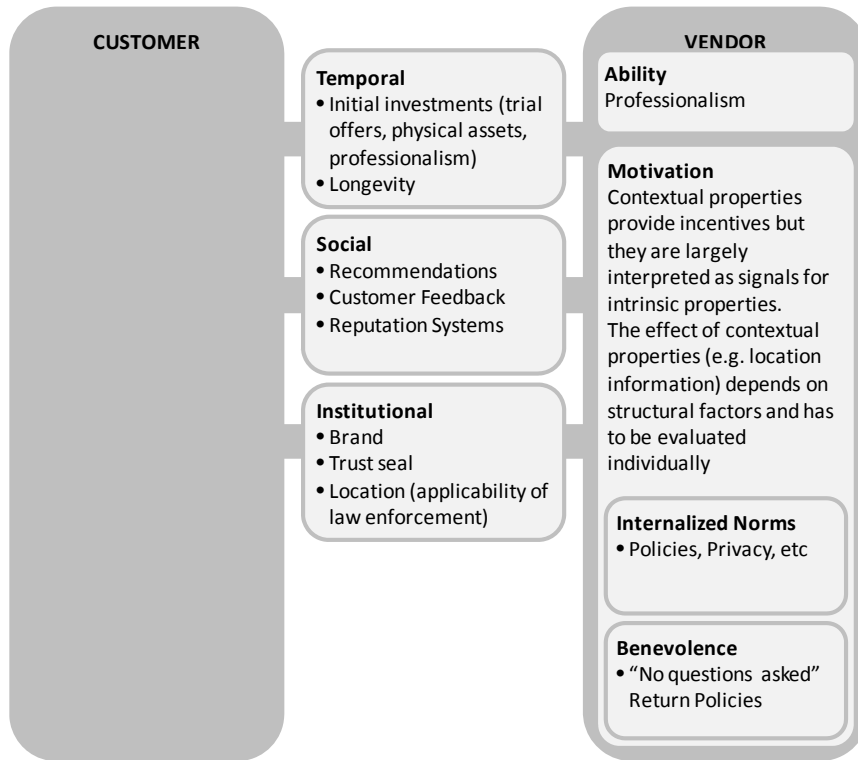 CUSTOMER
Temporal
• Initial investments (trial
offers, physical assets,
professionalism)
• Longevity
Social
• Recommendations
• Customer Feedback
• Reputation Systems
Institutional
• Brand
• Trust seal
• Location (applicability of
law enforcement)
VENDOR
Ability
Professionalism
Motivation
Contextual properties
provide incentives but
they are largely
interpreted as signals for
intrinsic properties.
The effect of contextual
properties (e.g. location
information) depends on
structural factors and has
to be evaluated
individually
Internalized Norms
• Policies, Privacy, etc
Benevolence
• “No questions asked”
Return Policies